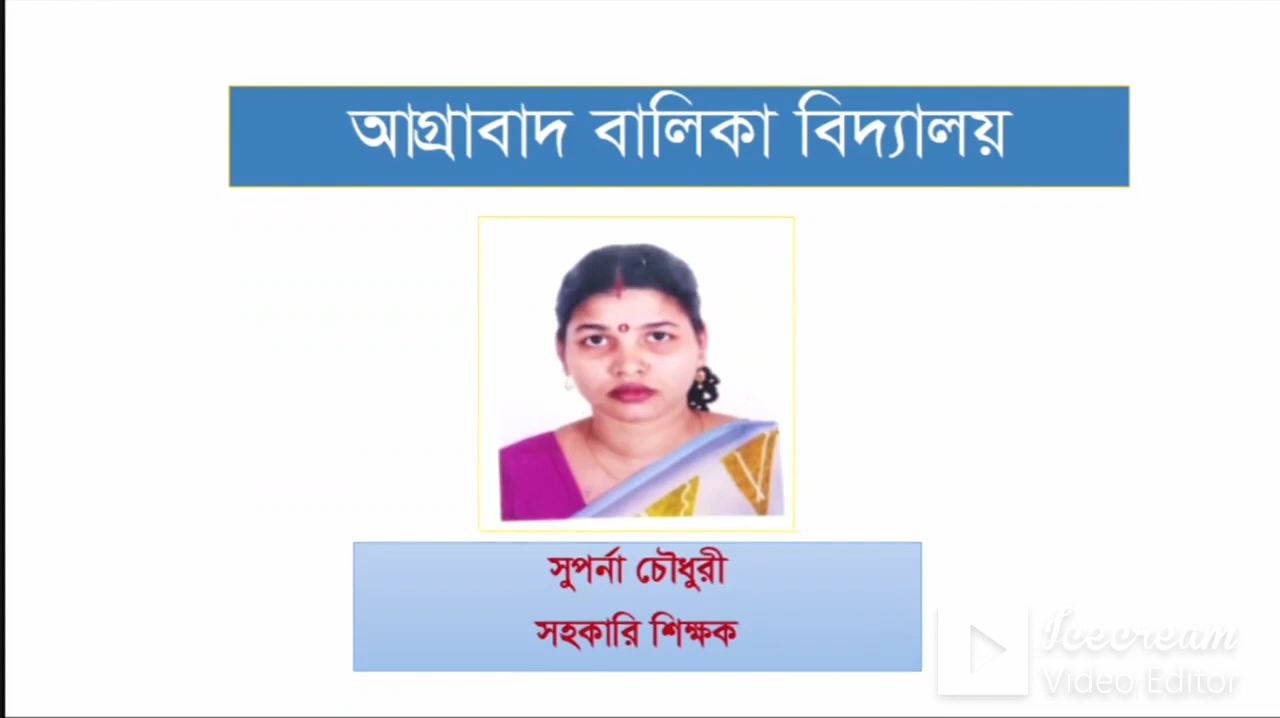 আগ্রাবাদ বালিকা বিদ্যালয়
সুপর্না চৌধুরী
সহকারি শিক্ষক
Icecream
Video Editor